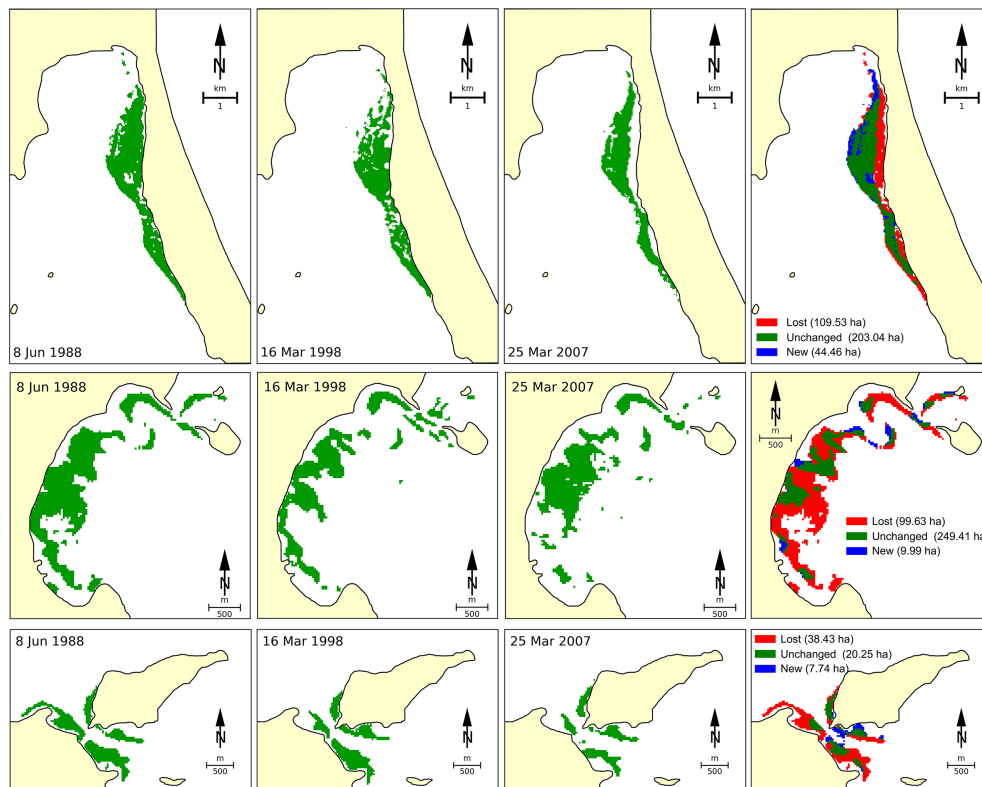 N
km
1
8 Jun 1988
N
km
1
16 Mar 1998
N
km
1
25 Mar 2007
N
km
1
Lost (109.53 ha)
Unchanged (203.04 ha)
New (44.46 ha)
8 Jun 1988
N
m
500
16 Mar 1998
N
m
500
25 Mar 2007
N
m
500
N
m
500
Lost (99.63 ha)
Unchanged (249.41 ha
New (9.99 ha)
8 Jun 1988
N
m
500
16 Mar 1998
N
m
500
25 Mar 2007
N
m
500
Lost (38.43 ha)
Unchanged (20.25 ha)
New (7.74 ha)
N
m
500